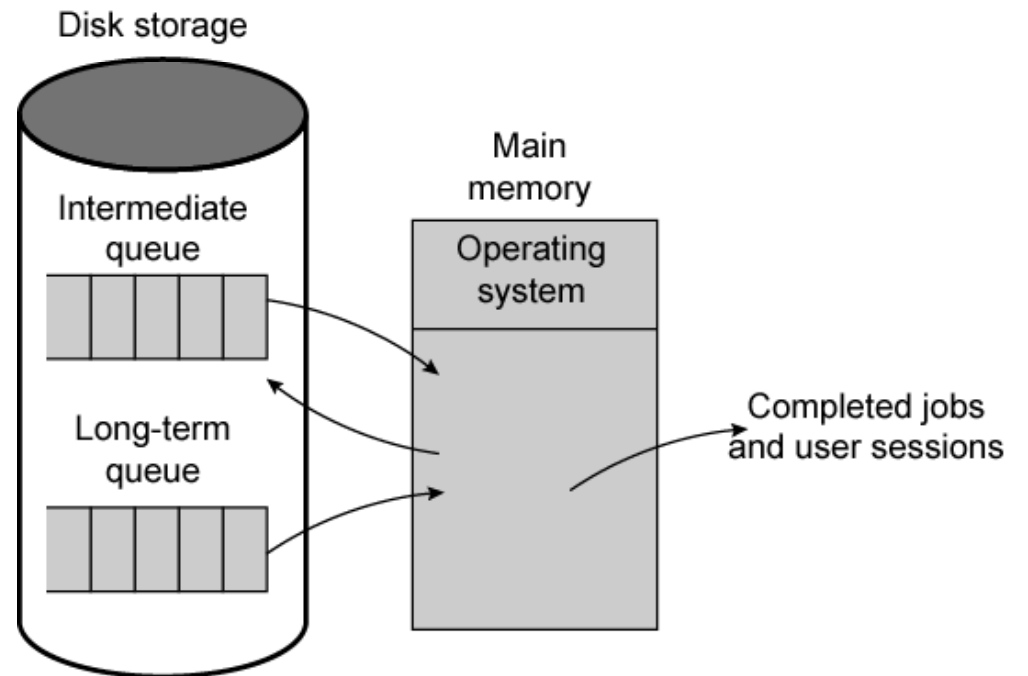 Disk storage
Main
memory
Intermediate
queue
Operating
system
Long-term
queue
Completed jobs
and user sessions